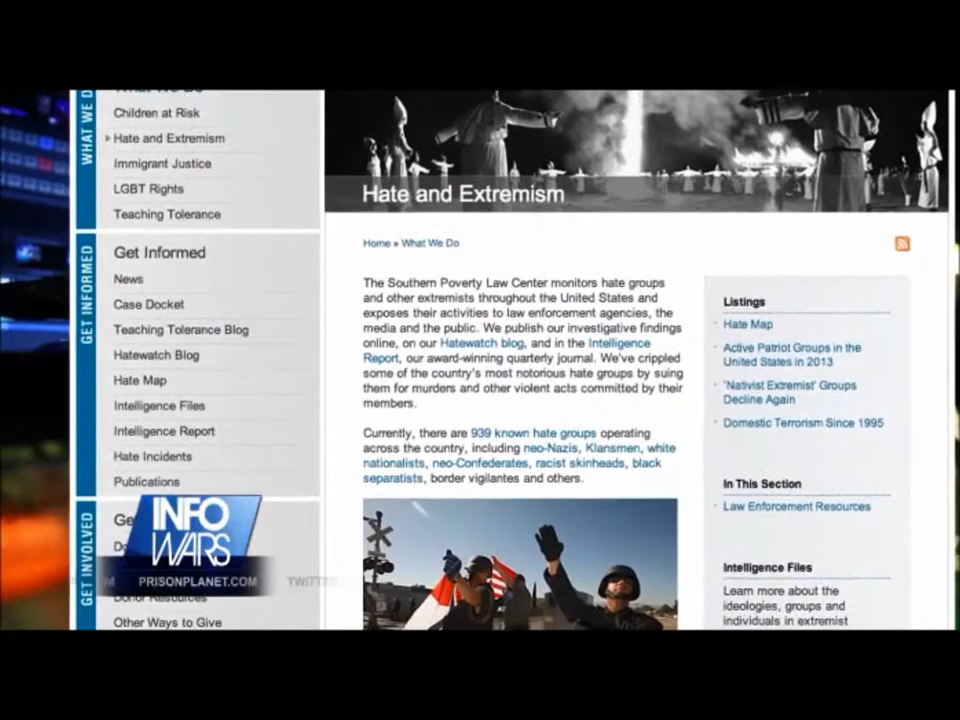 WHAT WE D
Children at Risk
» Hate and Extremism
Immigrant Justice
LGBT Rights
Teaching Tolerance
GET INFORMED
Get Informed
News
Case Docket
Teaching Tolerance Blog
Hatewatch Blog
Hate Map
Intelligence Files
Intelligence Report
Hate Incidents
Publications
GET INVOLVED
Ge
Donor Resources
Other Ways to Give
Hate and Extremism
Home » What We Do
The Southern Poverty Law Center monitors hate groups
and other extremists throughout the United States and
exposes their activities to law enforcement agencies, the
media and the public. We publish our investigative findings
online, on our Hatewatch blog, and in the Intelligence
Report, our award-winning quarterly journal. We've crippled
some of the country's most notorious hate groups by suing
them for murders and other violent acts committed by their
members.
Currently, there are 939 known hate groups operating
across the country, including neo-Nazis, Klansmen, white
nationalists, neo-Confederates, racist skinheads, black
separatists, border vigilantes and others.
Listings
Hate Map
Active Patriot Groups in the
United States in 2013
'Nativist Extremist' Groups
Decline Again
Domestic Terrorism Since 1995
In This Section
Law Enforcement Resources
Intelligence Files
Learn more about the
ideologies, groups and
individuals in extremist
INFO
WARS
PRISONPLANET.COM
TWITTE